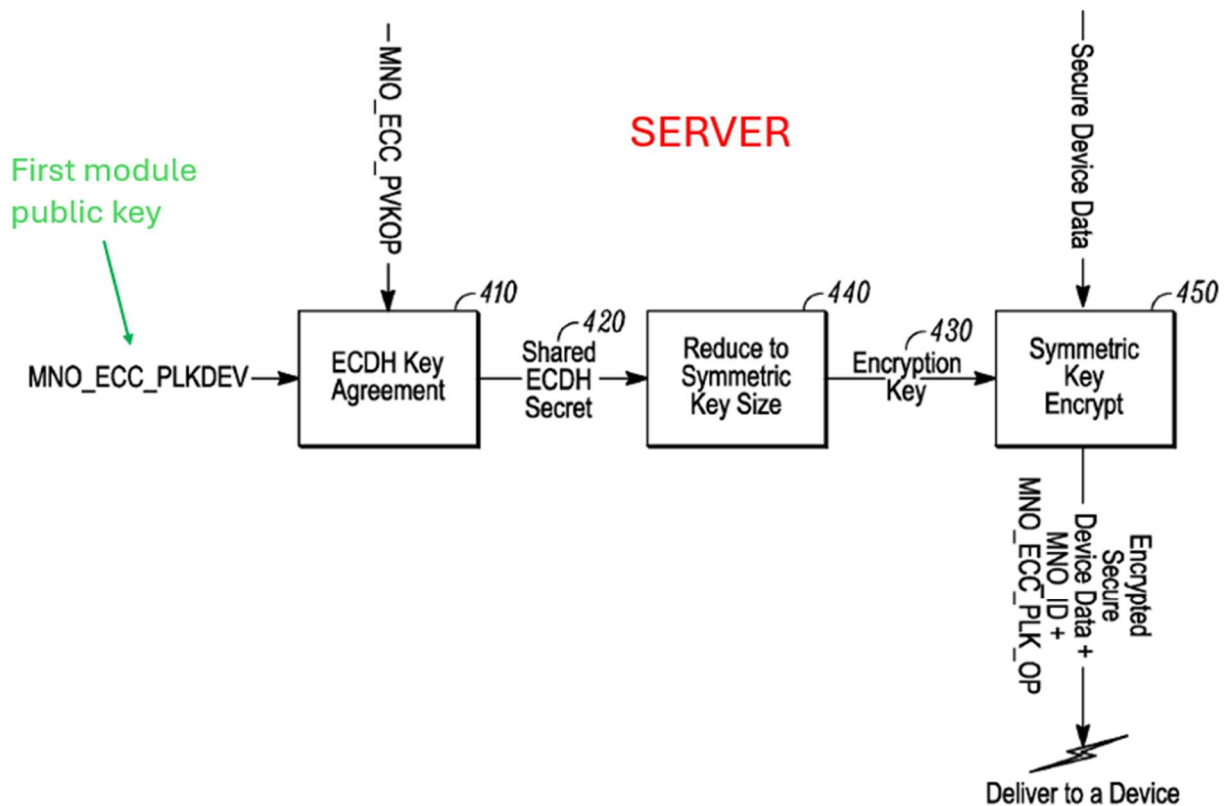 MNO_ECC_PVKOP
SERVER
Secure Device Data
First module
public key
410
440
450
420
430
MNO_ECC_PLKDEV
ECDH Key
Agreement
Shared
ECDH
Secret
Reduce to
Symmetric
Key Size
Encryption
Key
Symmetric
Key
Encrypt
Encrypted
Secure
Device Data +
MNO_ID +
MNO_ECC_PLK_OP
Deliver to a Device